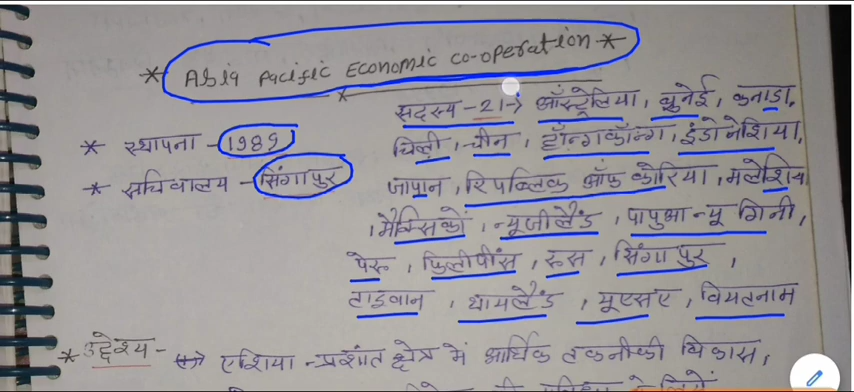 * Asia Pacific Economic co-operation *
सदस्य - 21 → ऑस्ट्रेलिया, ब्रुनेई, कनाडा,
* स्थापना - 1989
चिली, चीन, हॉन्गकॉन्ग, इंडोनेशिया,
* सचिवालय - सिंगापुर
जापान, रिपब्लिक ऑफ कोरिया, मलेशिया
, मैक्सिको, न्यूजीलैंड, पापुआ-न्यू गिनी,
पेरू, फिलीपींस, रूस, सिंगापुर,
ताइवान, थायलैंड, यूएसए, वियतनाम
* उद्देश्य - एशिया-प्रशांत क्षेत्र में आर्थिक तकनीकी विकास,